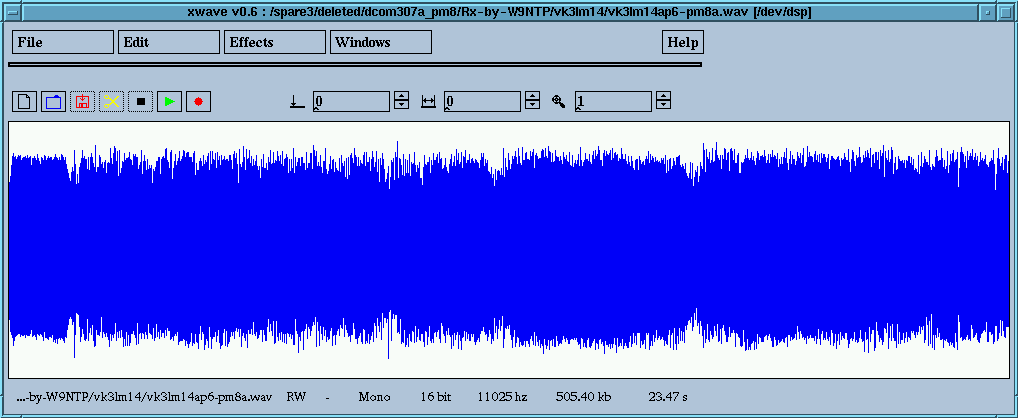 xwave v0.6 : /spare3/deleted/dcom307a_pm8/Rx-by-W9NTP/vk3lm14/vk3lm14ap6-pm8a.wav [/dev/dsp]
File Edit Effects Windows Help
0 0 1
...-by-W9NTP/vk3lm14/vk3lm14ap6-pm8a.wav RW - Mono 16 bit 11025 hz 505.40 kb 23.47 s